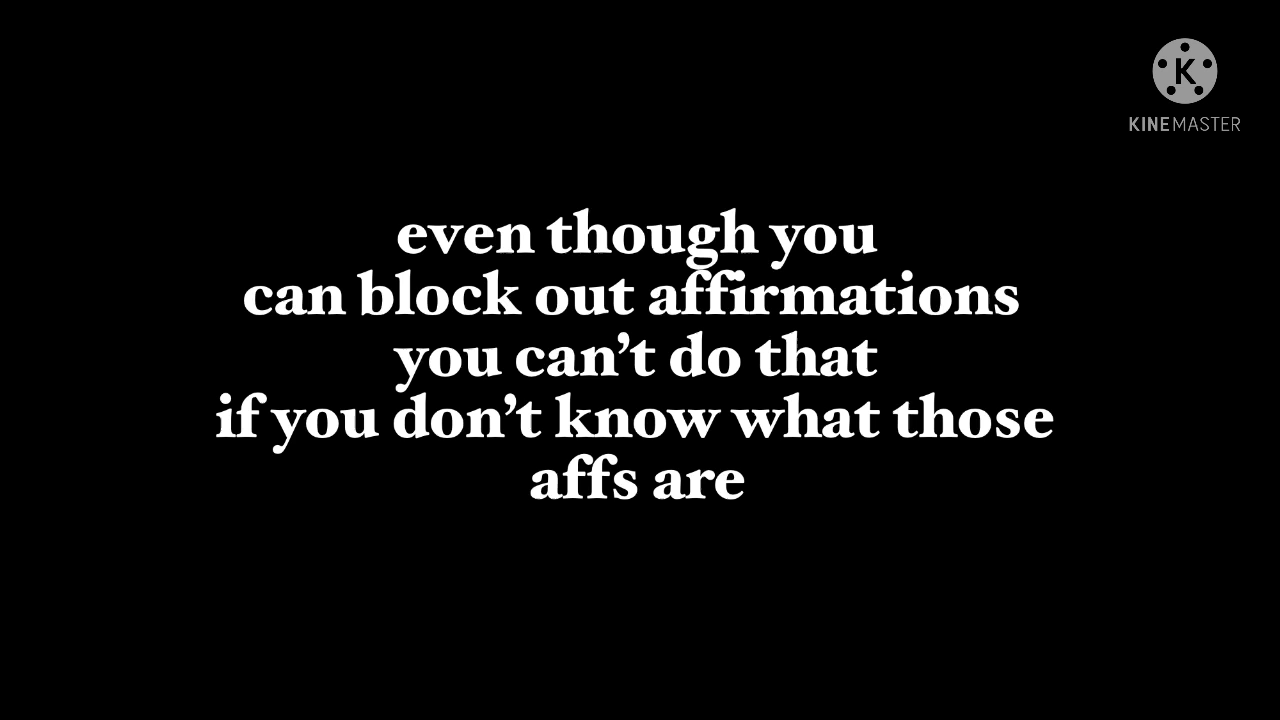 K
KINEMASTER
even though you
can block out affirmations
you can't do that
if you don't know what those
affs are